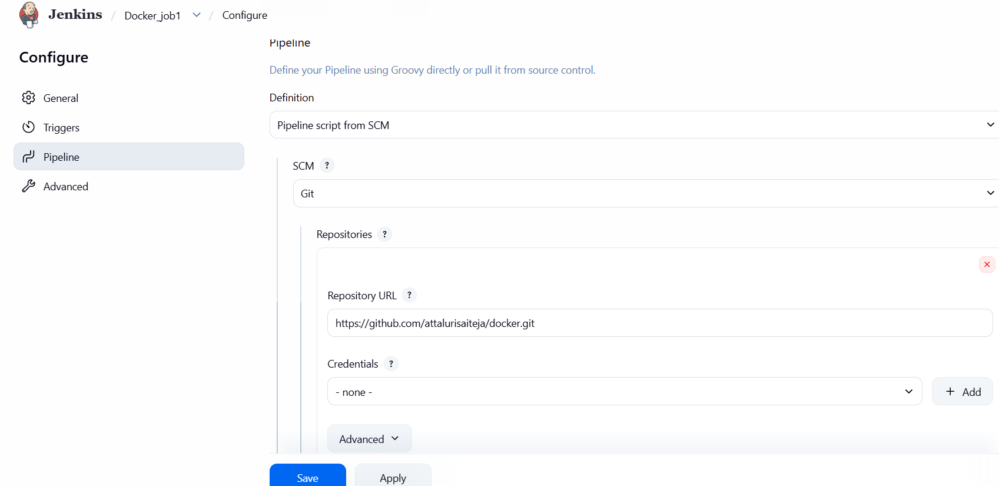 Jenkins / Docker_job1 / Configure
Configure
General
Triggers
Pipeline
Advanced
Pipeline
Define your Pipeline using Groovy directly or pull it from source control.
Definition
Pipeline script from SCM
SCM ?
Git
Repositories ?
Repository URL ?
https://github.com/attalurisaiteja/docker.git
Credentials ?
- none -
+ Add
Advanced
Save
Apply